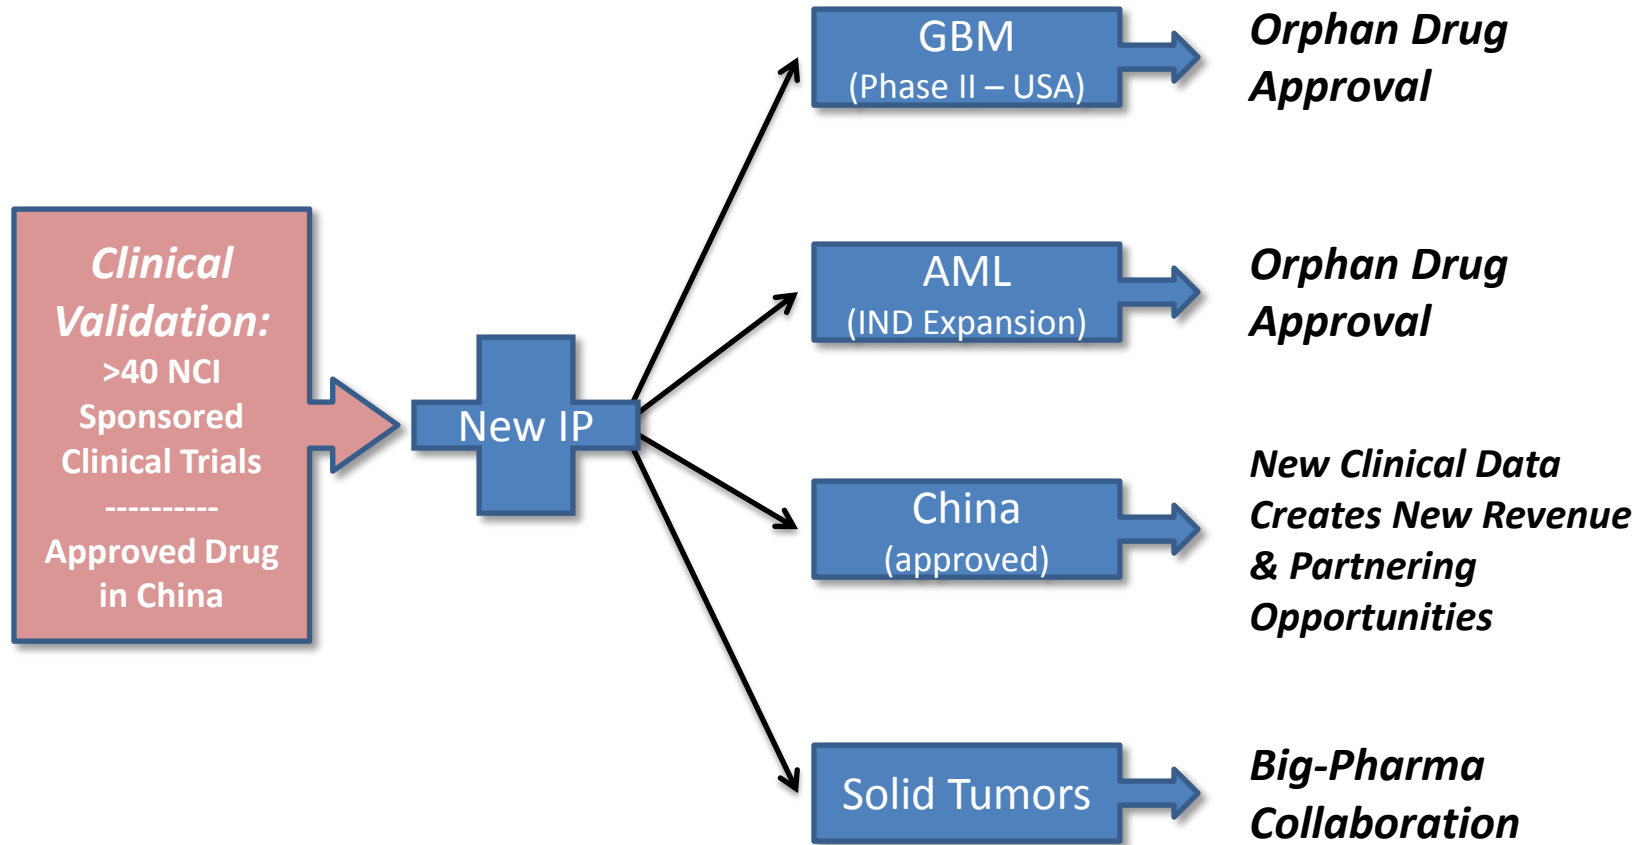 Clinical
Validation:
>40 NCI
Sponsored
Clinical Trials
----------
Approved Drug
in China
New IP
GBM
(Phase II – USA)
Orphan Drug
Approval
AML
(IND Expansion)
Orphan Drug
Approval
China
(approved)
New Clinical Data
Creates New Revenue
& Partnering
Opportunities
Solid Tumors
Big-Pharma
Collaboration